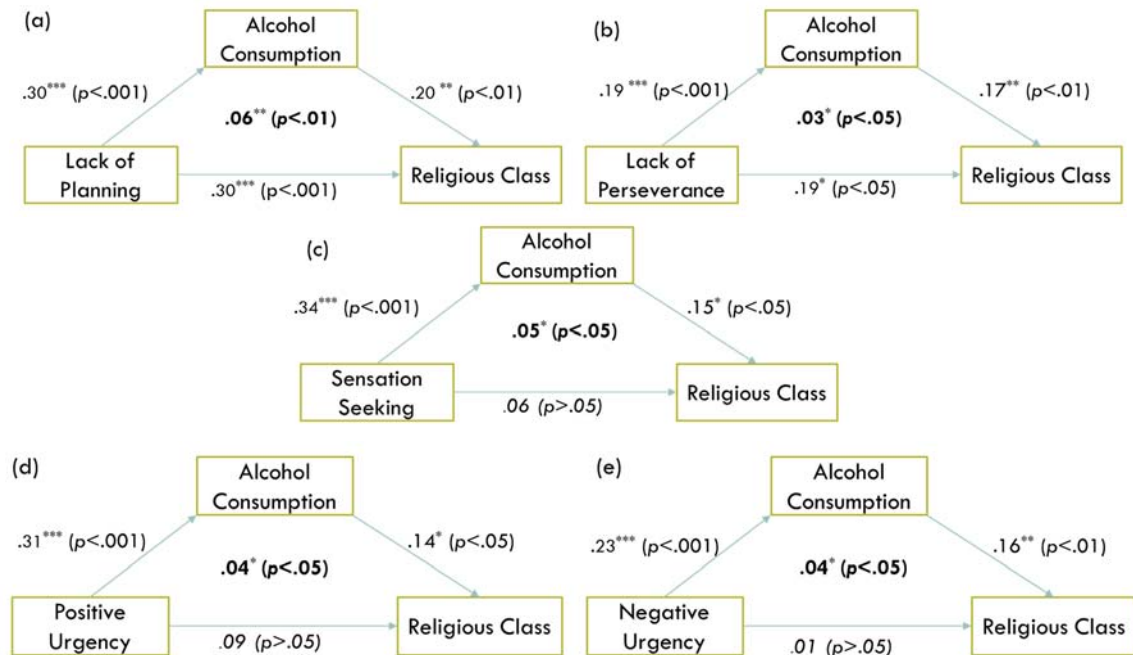 (a)
Alcohol
Consumption
.30*** (p<.001)
.20 ** (p<.01)
.06** (p<.01)
Lack of
Planning
Religious Class
.30*** (p<.001)
(b)
Alcohol
Consumption
.19 *** (p<.001)
.17** (p<.01)
.03* (p<.05)
Lack of
Perseverance
Religious Class
.19* (p<.05)
(c)
Alcohol
Consumption
.34*** (p<.001)
.15* (p<.05)
.05* (p<.05)
Sensation
Seeking
Religious Class
.06 (p>.05)
(d)
Alcohol
Consumption
.31*** (p<.001)
.14* (p<.05)
.04* (p<.05)
Positive
Urgency
Religious Class
.09 (p>.05)
(e)
Alcohol
Consumption
.23*** (p<.001)
.16** (p<.01)
.04* (p<.05)
Negative
Urgency
Religious Class
.01 (p>.05)